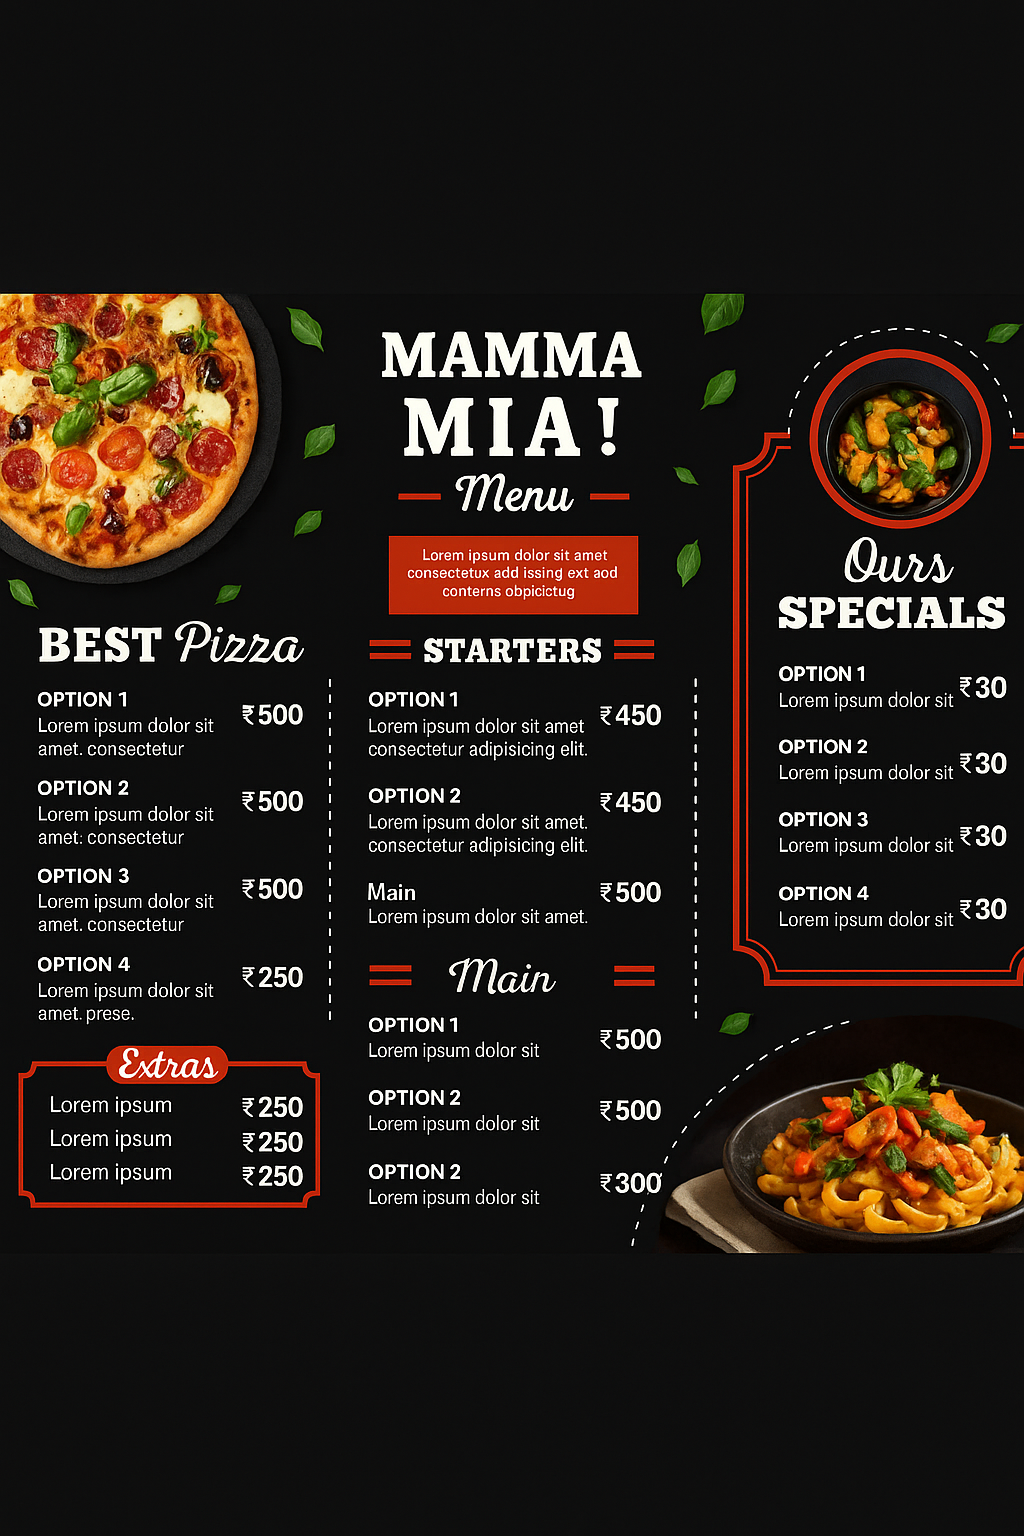 MAMMA
MIA!
Menu
Lorem ipsum dolor sit amet
consectetux add issing ext aod
conterns obpicictug
BEST Pizza
OPTION 1
Lorem ipsum dolor sit
amet. consectetur
₹500
OPTION 2
Lorem ipsum dolor sit
amet: consectetur
₹500
OPTION 3
Lorem ipsum dolor sit
amet. consectetur
₹500
OPTION 4
Lorem ipsum dolor sit
amet. prese.
₹250
Extras
Lorem ipsum ₹250
Lorem ipsum ₹250
Lorem ipsum ₹250
STARTERS
OPTION 1
Lorem ipsum dolor sit amet
consectetur adipisicing elit.
₹450
OPTION 2
Lorem ipsum dolor sit amet.
consectetur adipisicing elit.
₹450
Main
Lorem ipsum dolor sit amet.
₹500
Main
OPTION 1
Lorem ipsum dolor sit
₹500
OPTION 2
Lorem ipsum dolor sit
₹500
OPTION 2
Lorem ipsum dolor sit
₹300
Ours
SPECIALS
OPTION 1
Lorem ipsum dolor sit
₹30
OPTION 2
Lorem ipsum dolor sit
₹30
OPTION 3
Lorem ipsum dolor sit
₹30
OPTION 4
Lorem ipsum dolor sit
₹30